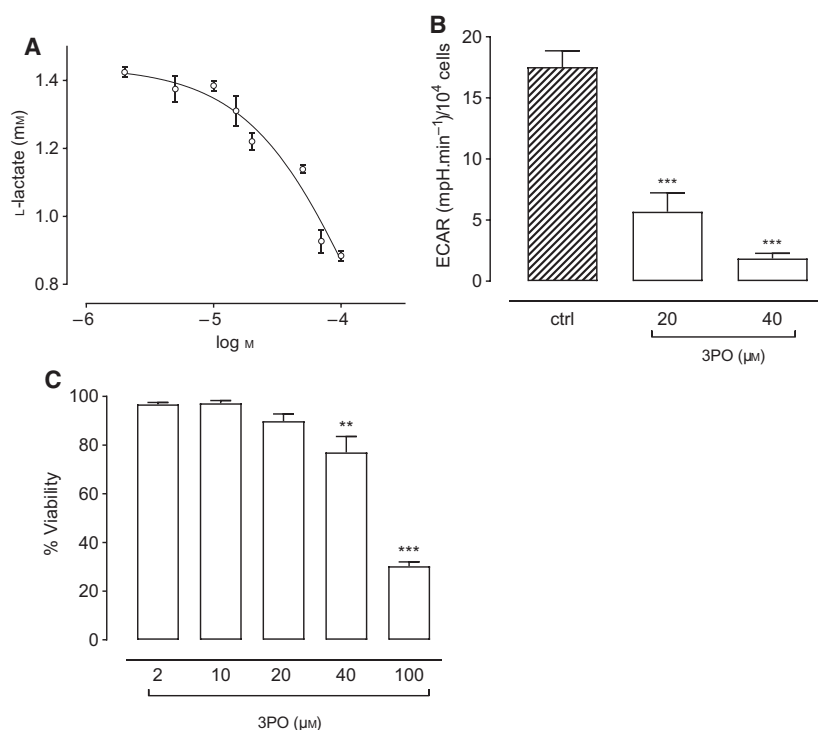 A
L-lactate (mM)
1.4
1.2
1.0
0.8
−6
−5
−4
log M
B
ECAR (mpH.min⁻¹)/10⁴ cells
20
15
10
5
0
***
***
ctrl
20
40
3PO (µM)
C
% Viability
100
80
60
40
20
0
**
***
2
10
20
40
100
3PO (µM)